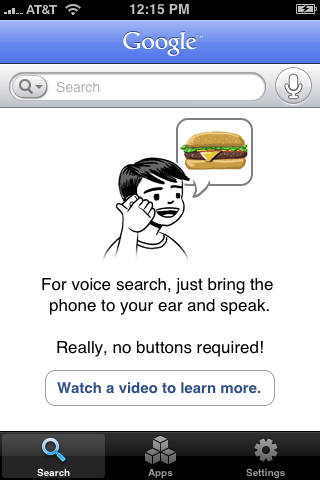 AT&T 12:15 PM
Google™
Search
For voice search, just bring the
phone to your ear and speak.
Really, no buttons required!
Watch a video to learn more.
Search Apps Settings